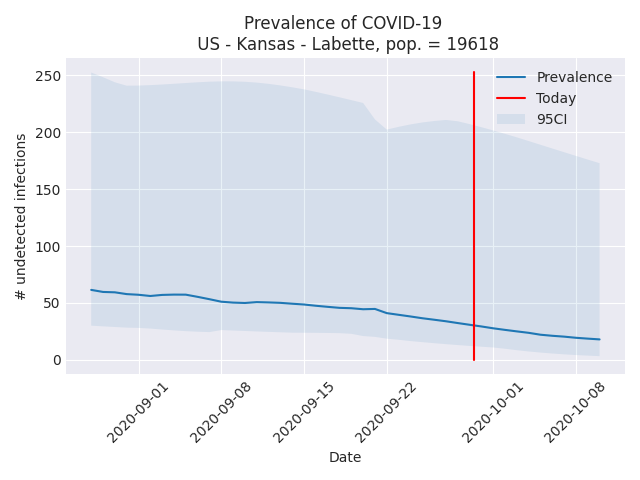 Prevalence of COVID-19
US - Kansas - Labette, pop. = 19618
Prevalence
Today
95CI
250
200
150
100
50
0
# undetected infections
2020-09-01
2020-09-08
2020-09-15
2020-09-22
2020-10-01
2020-10-08
Date